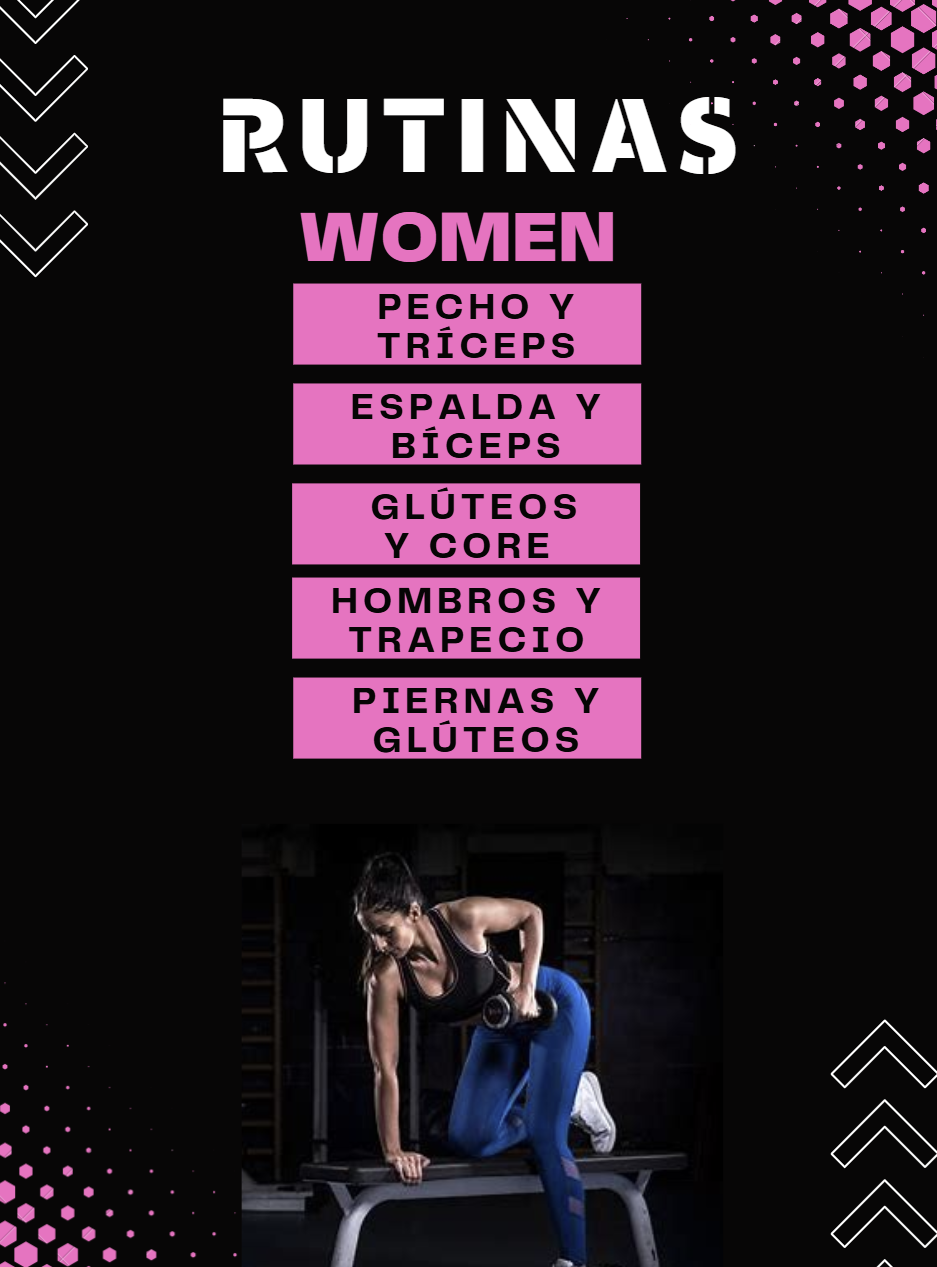 RUTINAS
WOMEN
PECHO Y
TRÍCEPS
ESPALDA Y
BÍCEPS
GLÚTEOS
Y CORE
HOMBROS Y
TRAPECIO
PIERNAS Y
GLÚTEOS